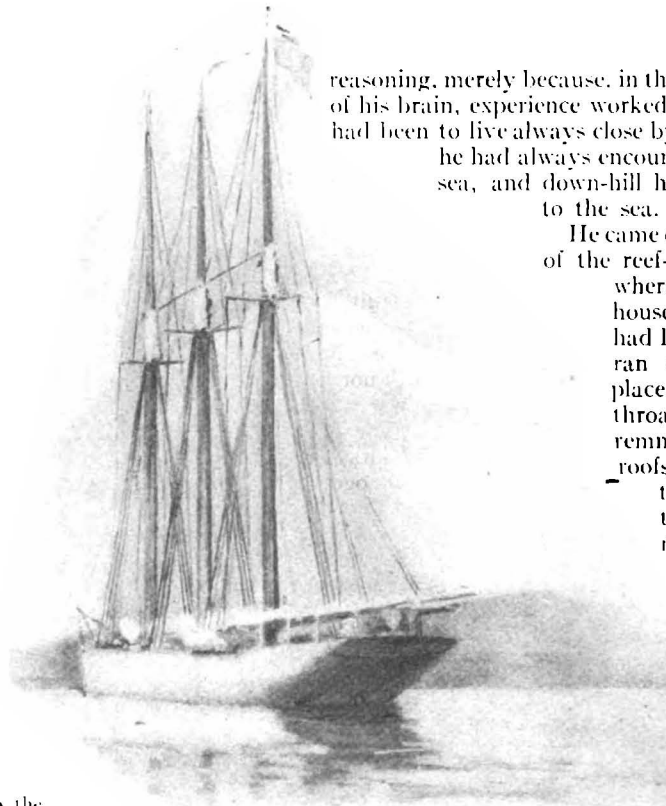 reasoning, merely because, in th
of his brain, experience worked
had been to live always close by
he had always encour
sea, and down-hill h
to the sea.
He came
of the reef-
wher
house
had l
ran
place
throa
remn
roofs
t
t
r
the